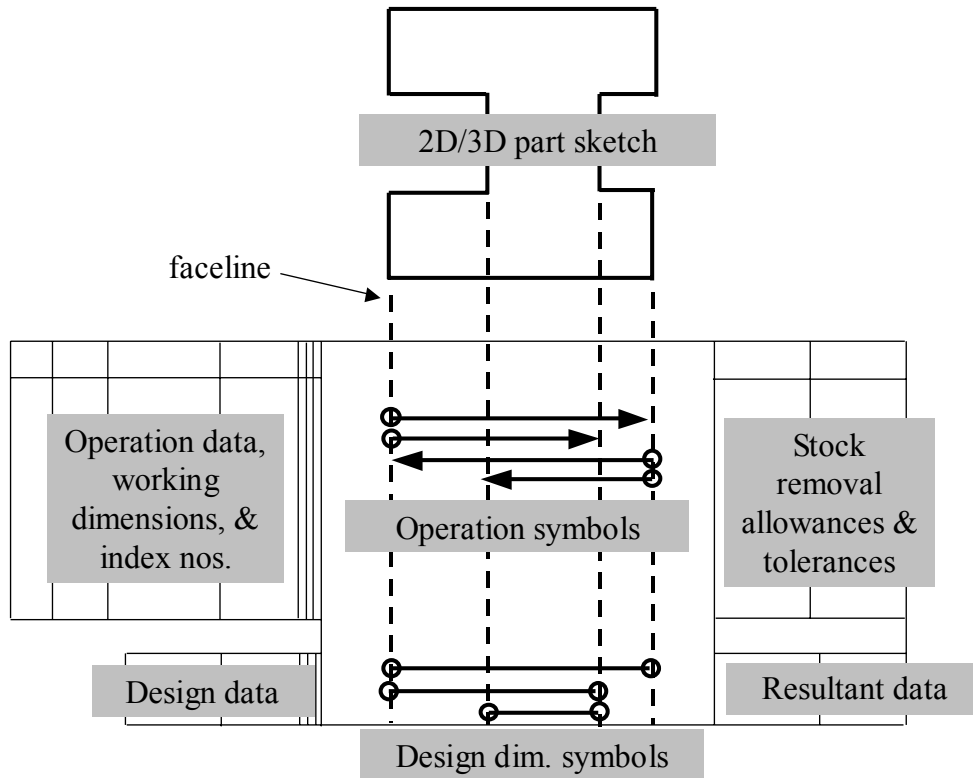 2D/3D part sketch
faceline
Operation data,
working
dimensions, &
index nos.
Stock
removal
allowances &
tolerances
Operation symbols
Design data
Resultant data
Design dim. symbols